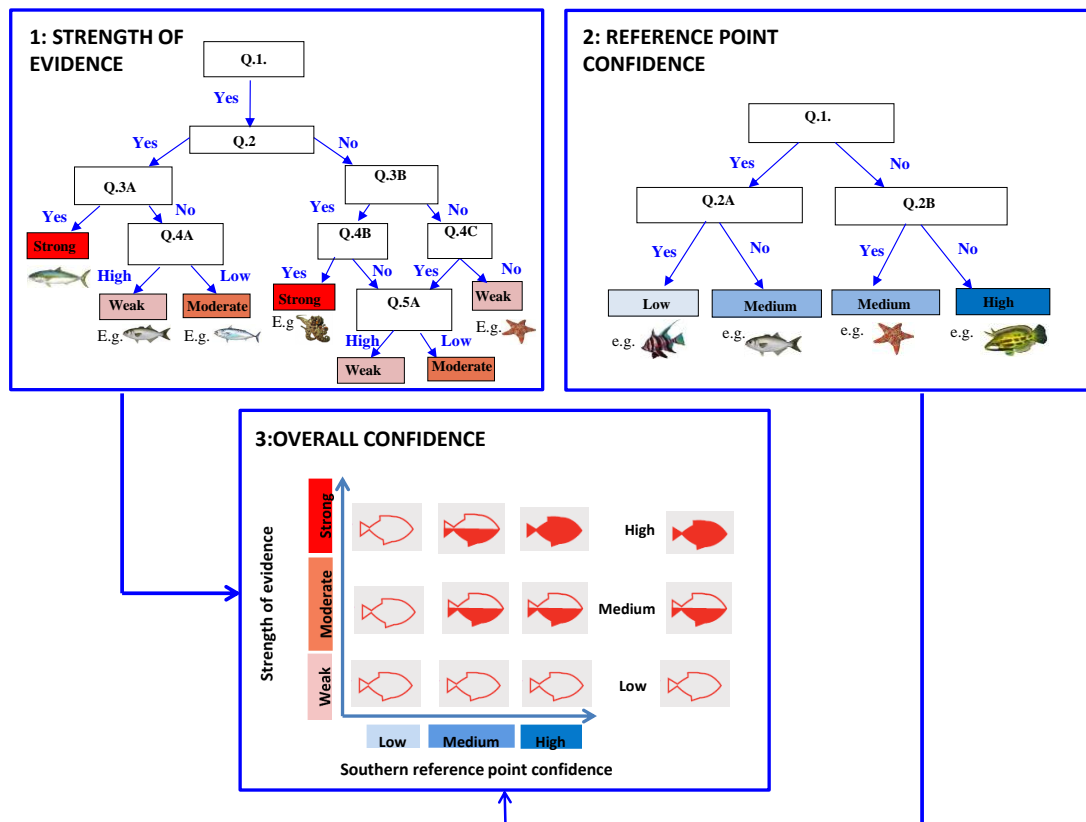 1: STRENGTH OF
EVIDENCE
Q.1.
Yes
Q.2
Yes
No
Q.3A
Q.3B
Yes
No
Yes
No
Strong
Q.4A
Q.4B
Q.4C
High
Low
Yes
No
Yes
No
Weak
Moderate
Strong
Q.5A
Weak
E.g.
E.g.
E.g
E.g.
High
Low
Weak
Moderate
2: REFERENCE POINT
CONFIDENCE
Q.1.
Yes
No
Q.2A
Q.2B
Yes
No
Yes
No
Low
Medium
Medium
High
e.g.
e.g.
e.g.
e.g.
3:OVERALL CONFIDENCE
Strength of evidence
Strong
Moderate
Weak
High
Medium
Low
Low
Medium
High
Southern reference point confidence